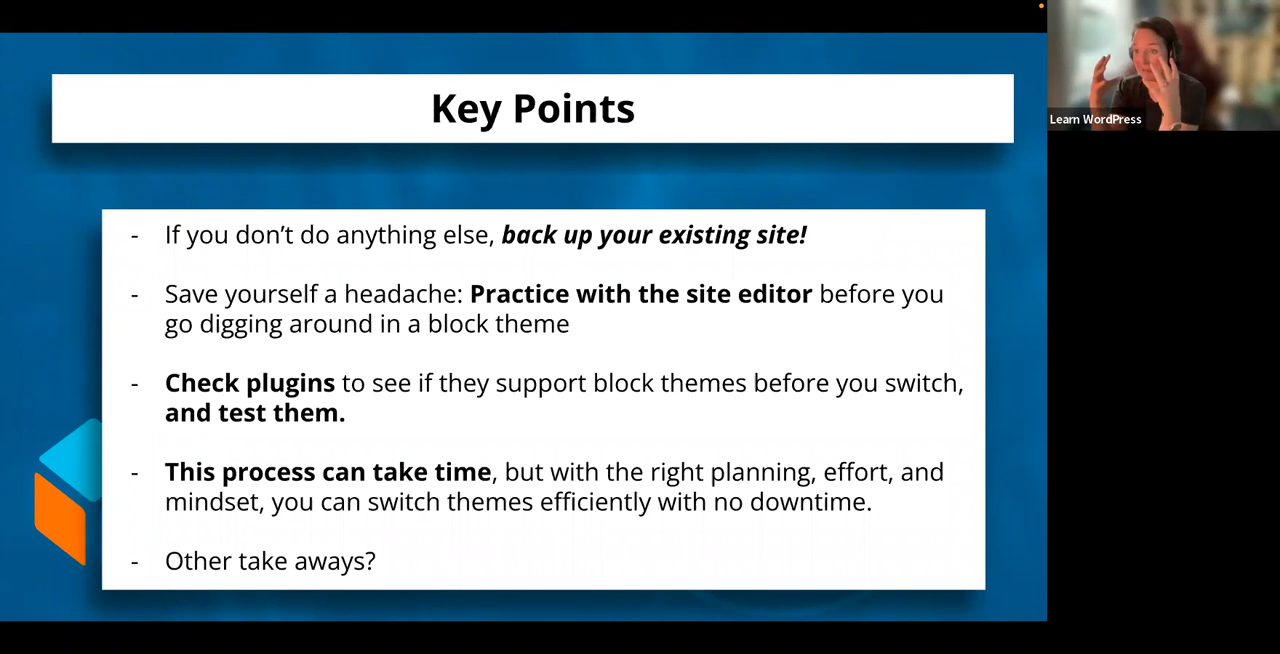 Key Points
Learn WordPress
- If you don’t do anything else, back up your existing site!
- Save yourself a headache: Practice with the site editor before you
go digging around in a block theme
- Check plugins to see if they support block themes before you switch,
and test them.
- This process can take time, but with the right planning, effort, and
mindset, you can switch themes efficiently with no downtime.
- Other take aways?